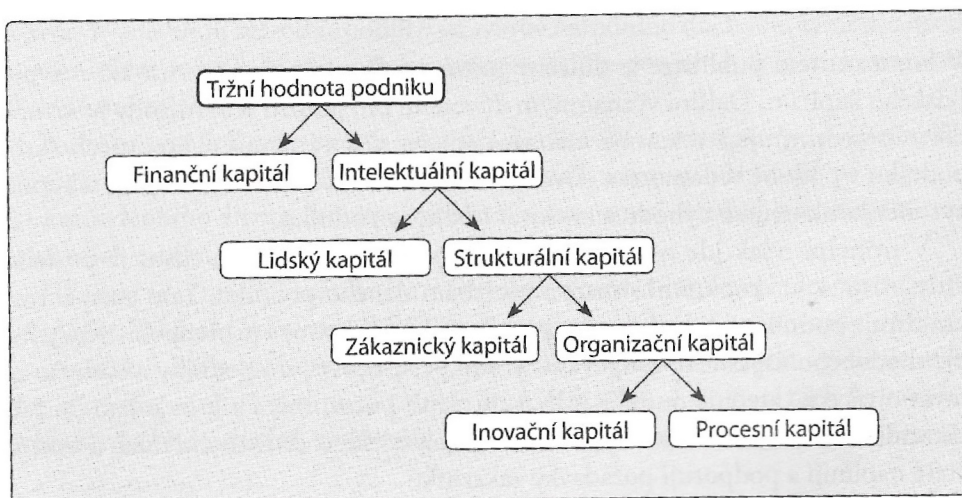 Tržní hodnota podniku
Finanční kapitál
Intelektuální kapitál
Lidský kapitál
Strukturální kapitál
Zákaznický kapitál
Organizační kapitál
Inovační kapitál
Procesní kapitál